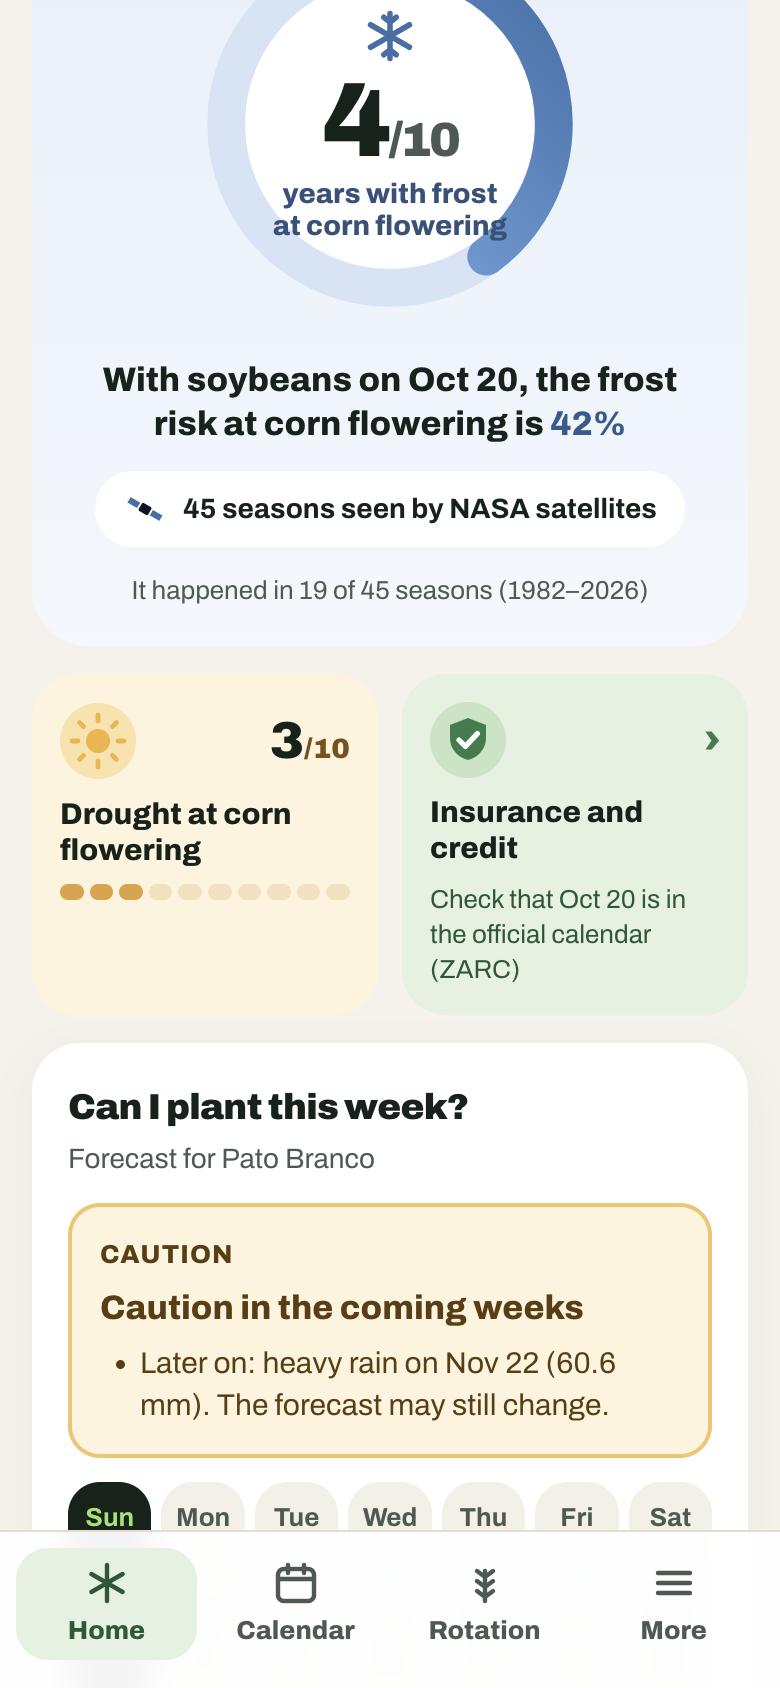 4/10
years with frost
at corn flowering
With soybeans on Oct 20, the frost
risk at corn flowering is 42%
45 seasons seen by NASA satellites
It happened in 19 of 45 seasons (1982–2026)
3/10
Drought at corn
flowering
Insurance and
credit
Check that Oct 20 is in
the official calendar
(ZARC)
Can I plant this week?
Forecast for Pato Branco
CAUTION
Caution in the coming weeks
• Later on: heavy rain on Nov 22 (60.6
mm). The forecast may still change.
Sun Mon Tue Wed Thu Fri Sat
Home Calendar Rotation More